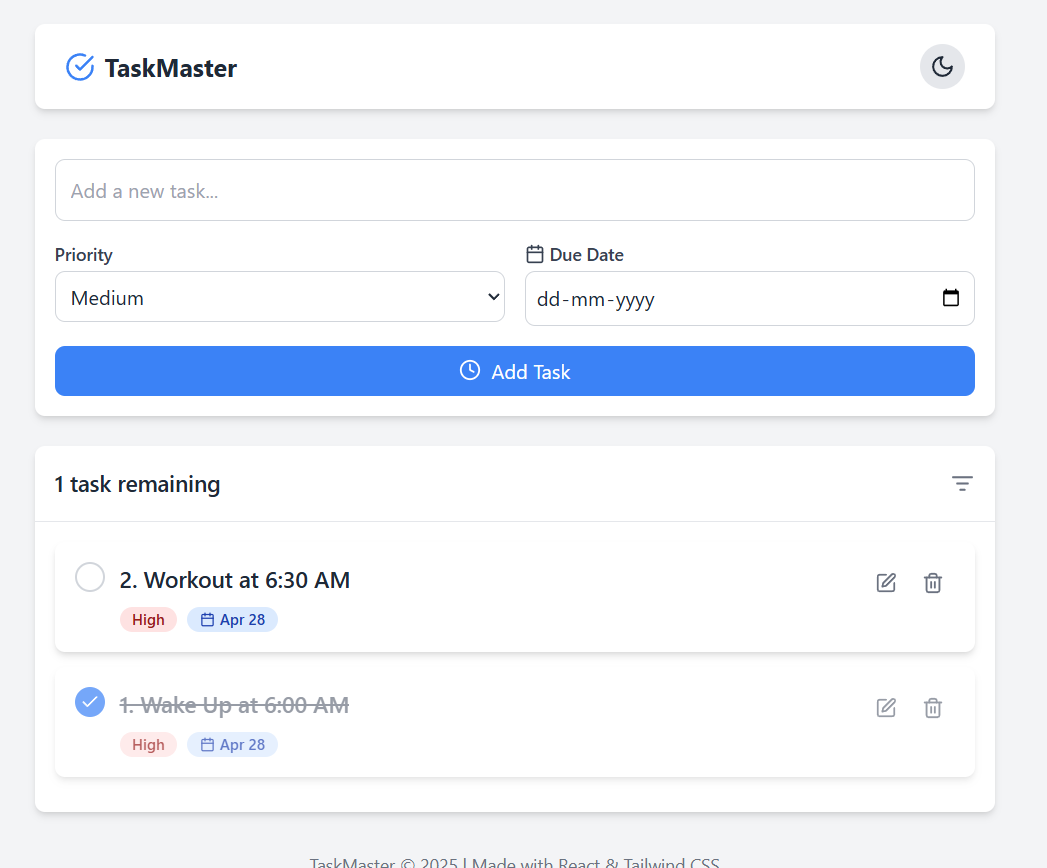 TaskMaster
Add a new task...
Priority
Due Date
Medium
dd-mm-yyyy
Add Task
1 task remaining
2. Workout at 6:30 AM
High
Apr 28
1. Wake Up at 6:00 AM
High
Apr 28
TaskMaster © 2025 | Made with React & Tailwind CSS